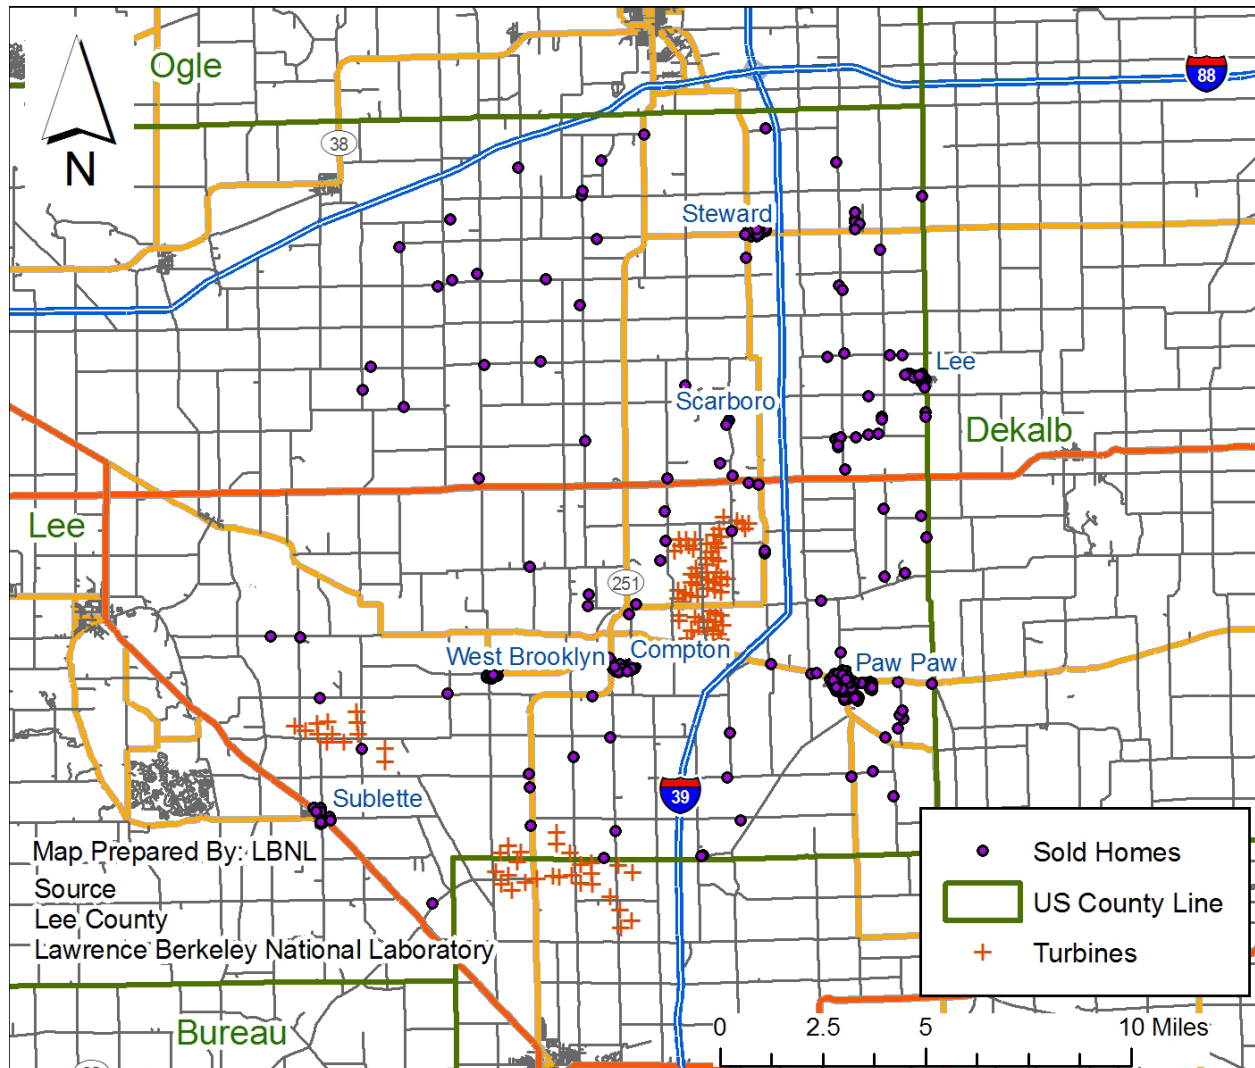 Ogle
88
38
N
Steward
Lee
Scarboro
Dekalb
Lee
251
West Brooklyn
Compton
Paw Paw
39
Sublette
Map Prepared By: LBNL
Source
Lee County
Lawrence Berkeley National Laboratory
Sold Homes
US County Line
Turbines
Bureau
0 2.5 5 10 Miles